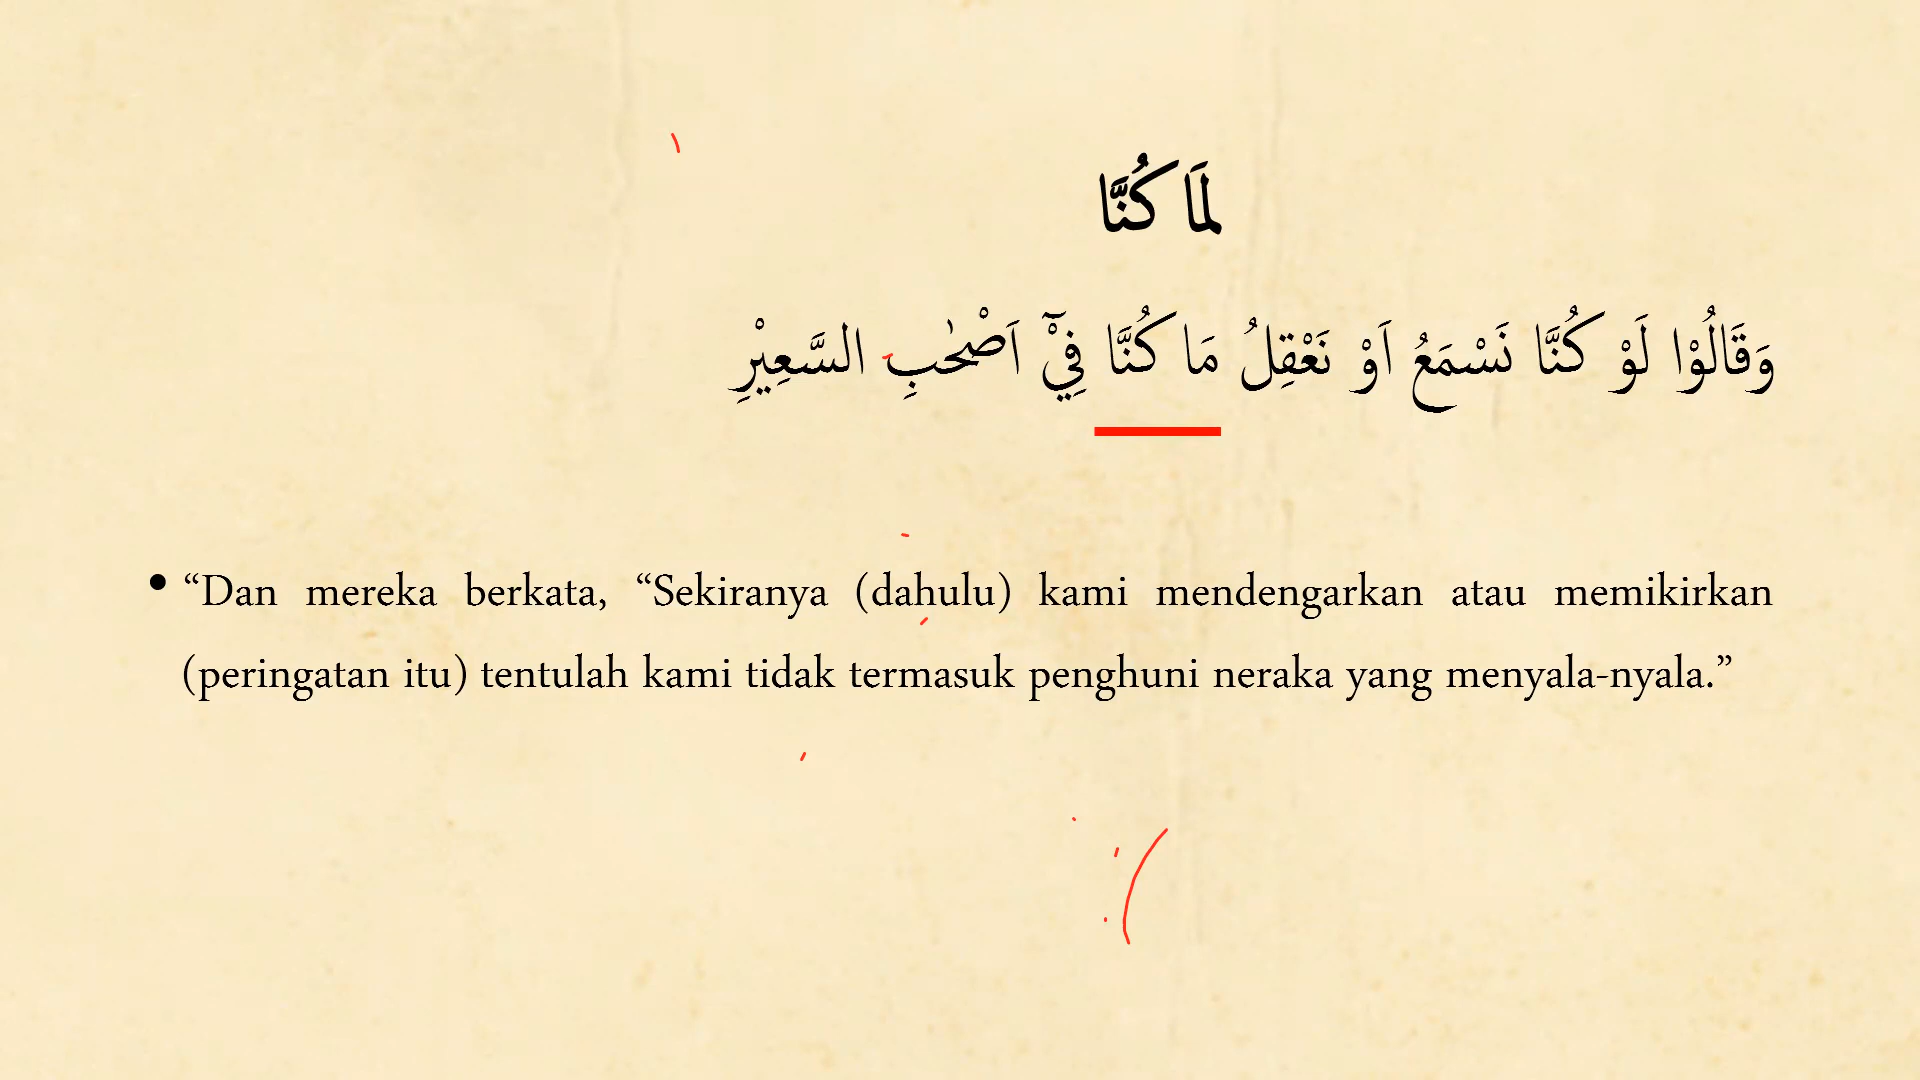 لَمَا كُنَّا
وَقَالُوْا لَوْ كُنَّا نَسْمَعُ اَوْ نَعْقِلُ مَا كُنَّا فِيْٓ اَصْحٰبِ السَّعِيْرِ
• “Dan mereka berkata, “Sekiranya (dahulu) kami mendengarkan atau memikirkan
(peringatan itu) tentulah kami tidak termasuk penghuni neraka yang menyala-nyala.”